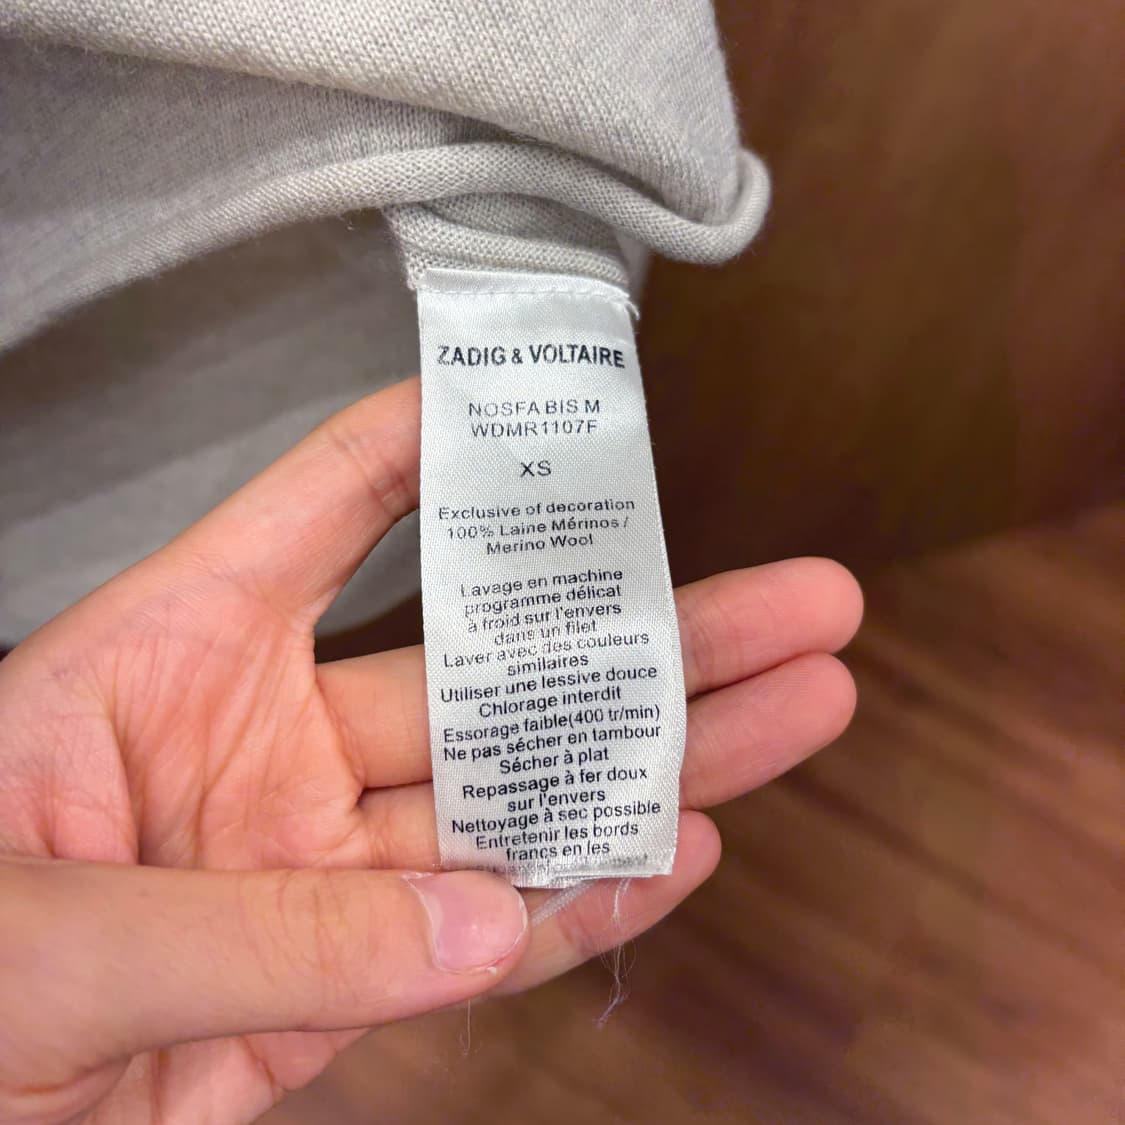 ZADIG & VOLTAIRE
NOSFA BIS M
WDMR1107F
XS
Exclusive of decoration
100% Laine Mérinos /
Merino Wool
Lavage en machine
programme délicat
à froid sur l'envers
dans un filet
Laver avec des couleurs
similaires
Utiliser une lessive douce
Chlorage interdit
Essorage faible(400 tr/min)
Ne pas sécher en tambour
Sécher à plat
Repassage à fer doux
sur l'envers
Nettoyage à sec possible
Entretenir les bords
francs en les